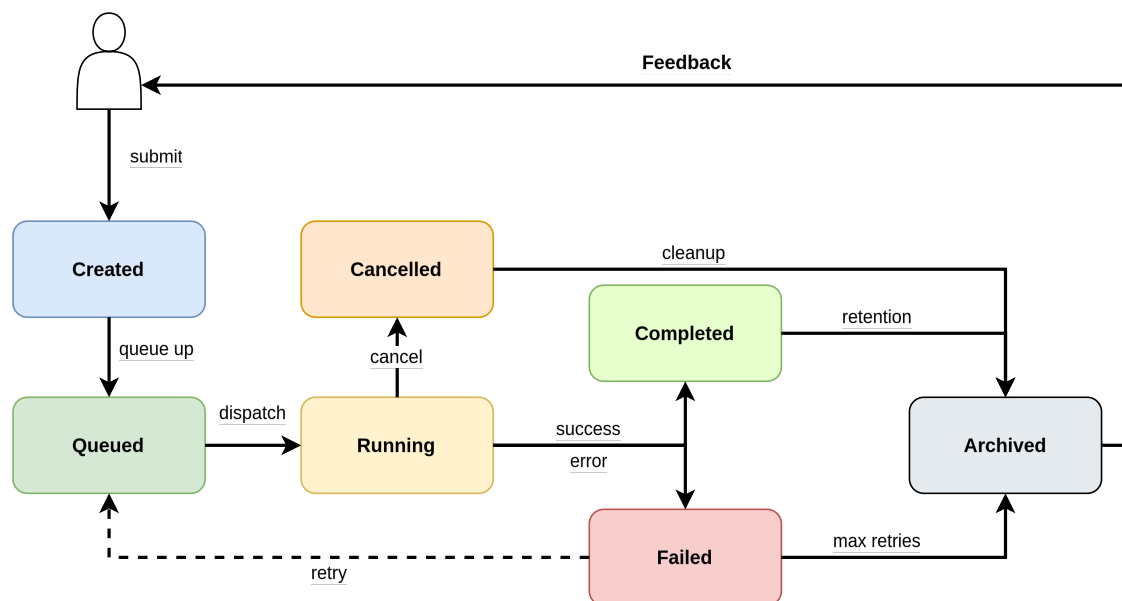 Feedback
submit
Created
Cancelled
cleanup
Completed
retention
queue up
cancel
Queued
dispatch
Running
success
error
Archived
Failed
max retries
retry